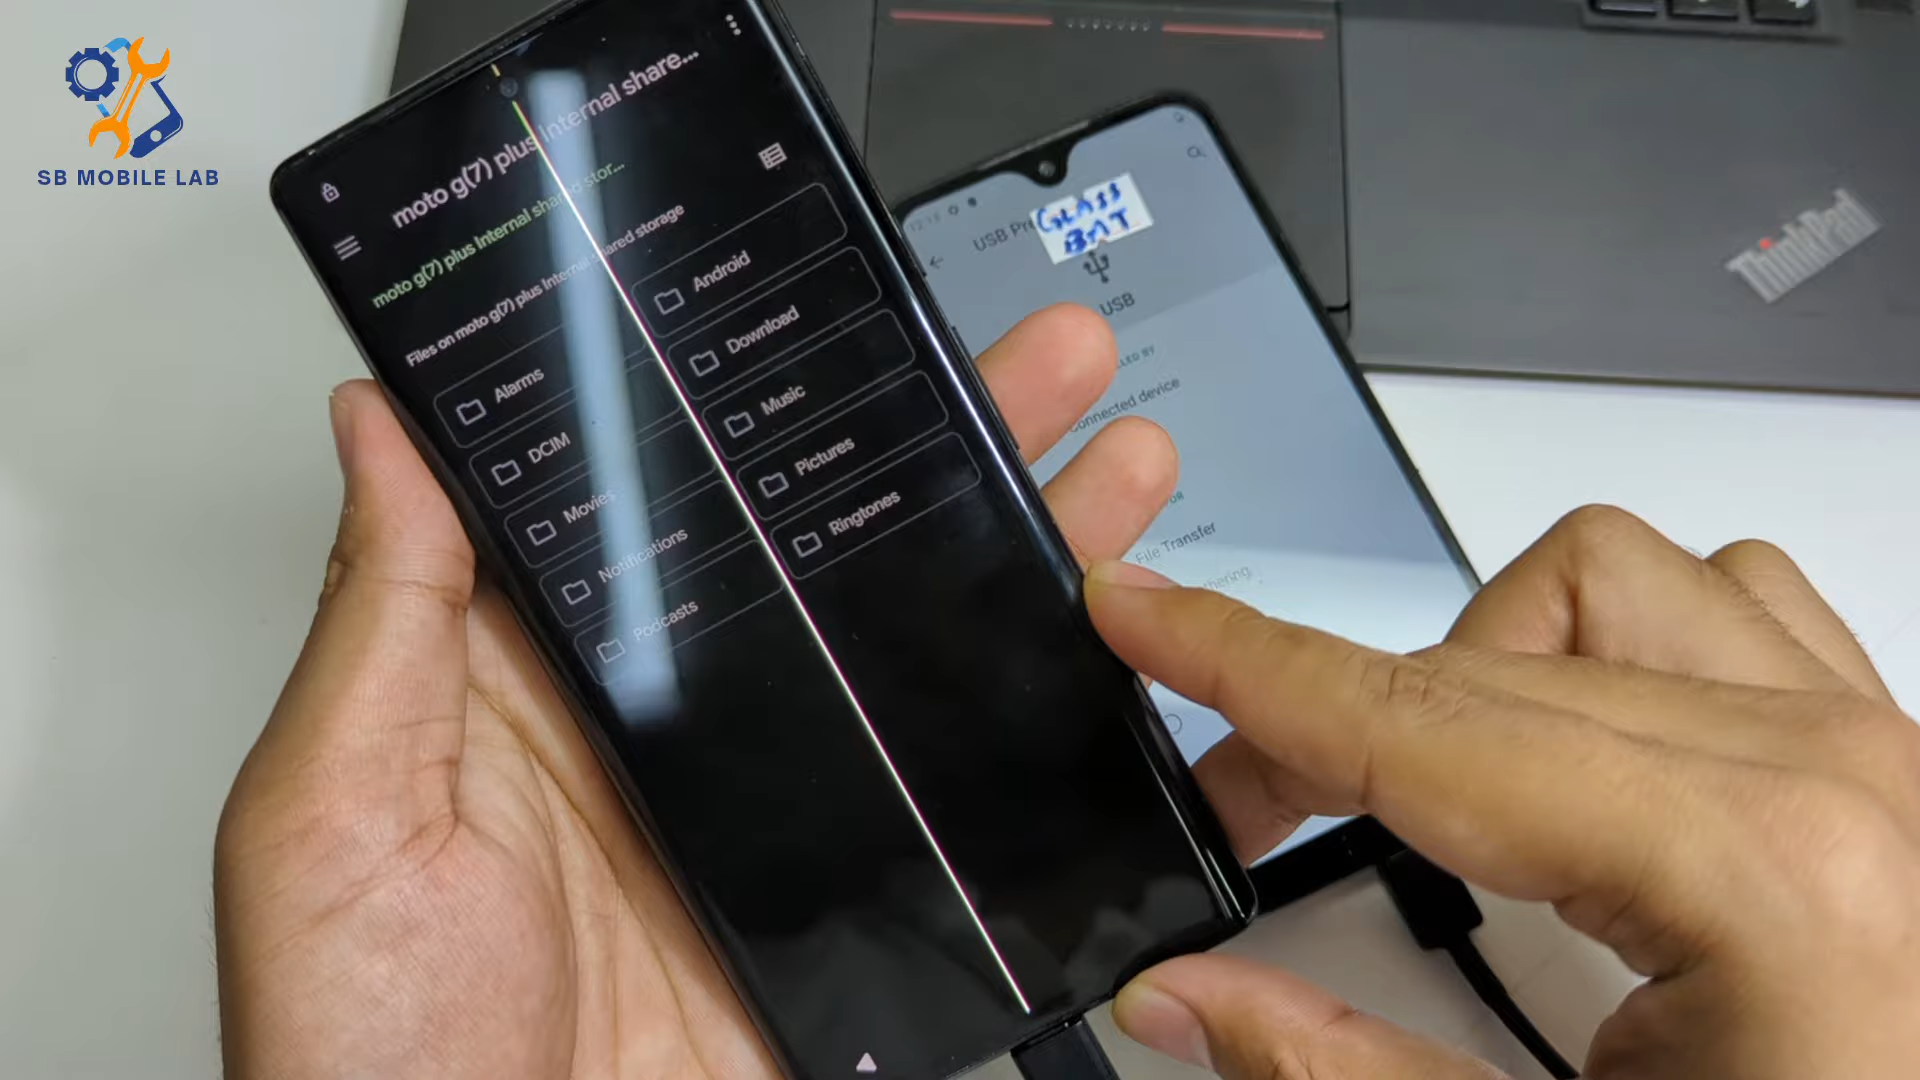 SB MOBILE LAB
moto g(7) plus Internal share...
moto g(7) plus Internal shared stor...
Files on moto g(7) plus Internal shared storage
Alarms
Android
DCIM
Download
Movies
Music
Notifications
Pictures
Podcasts
Ringtones
USB Pre
GLASS
BAT
USB
Connected device
File Transfer
ThinkPad